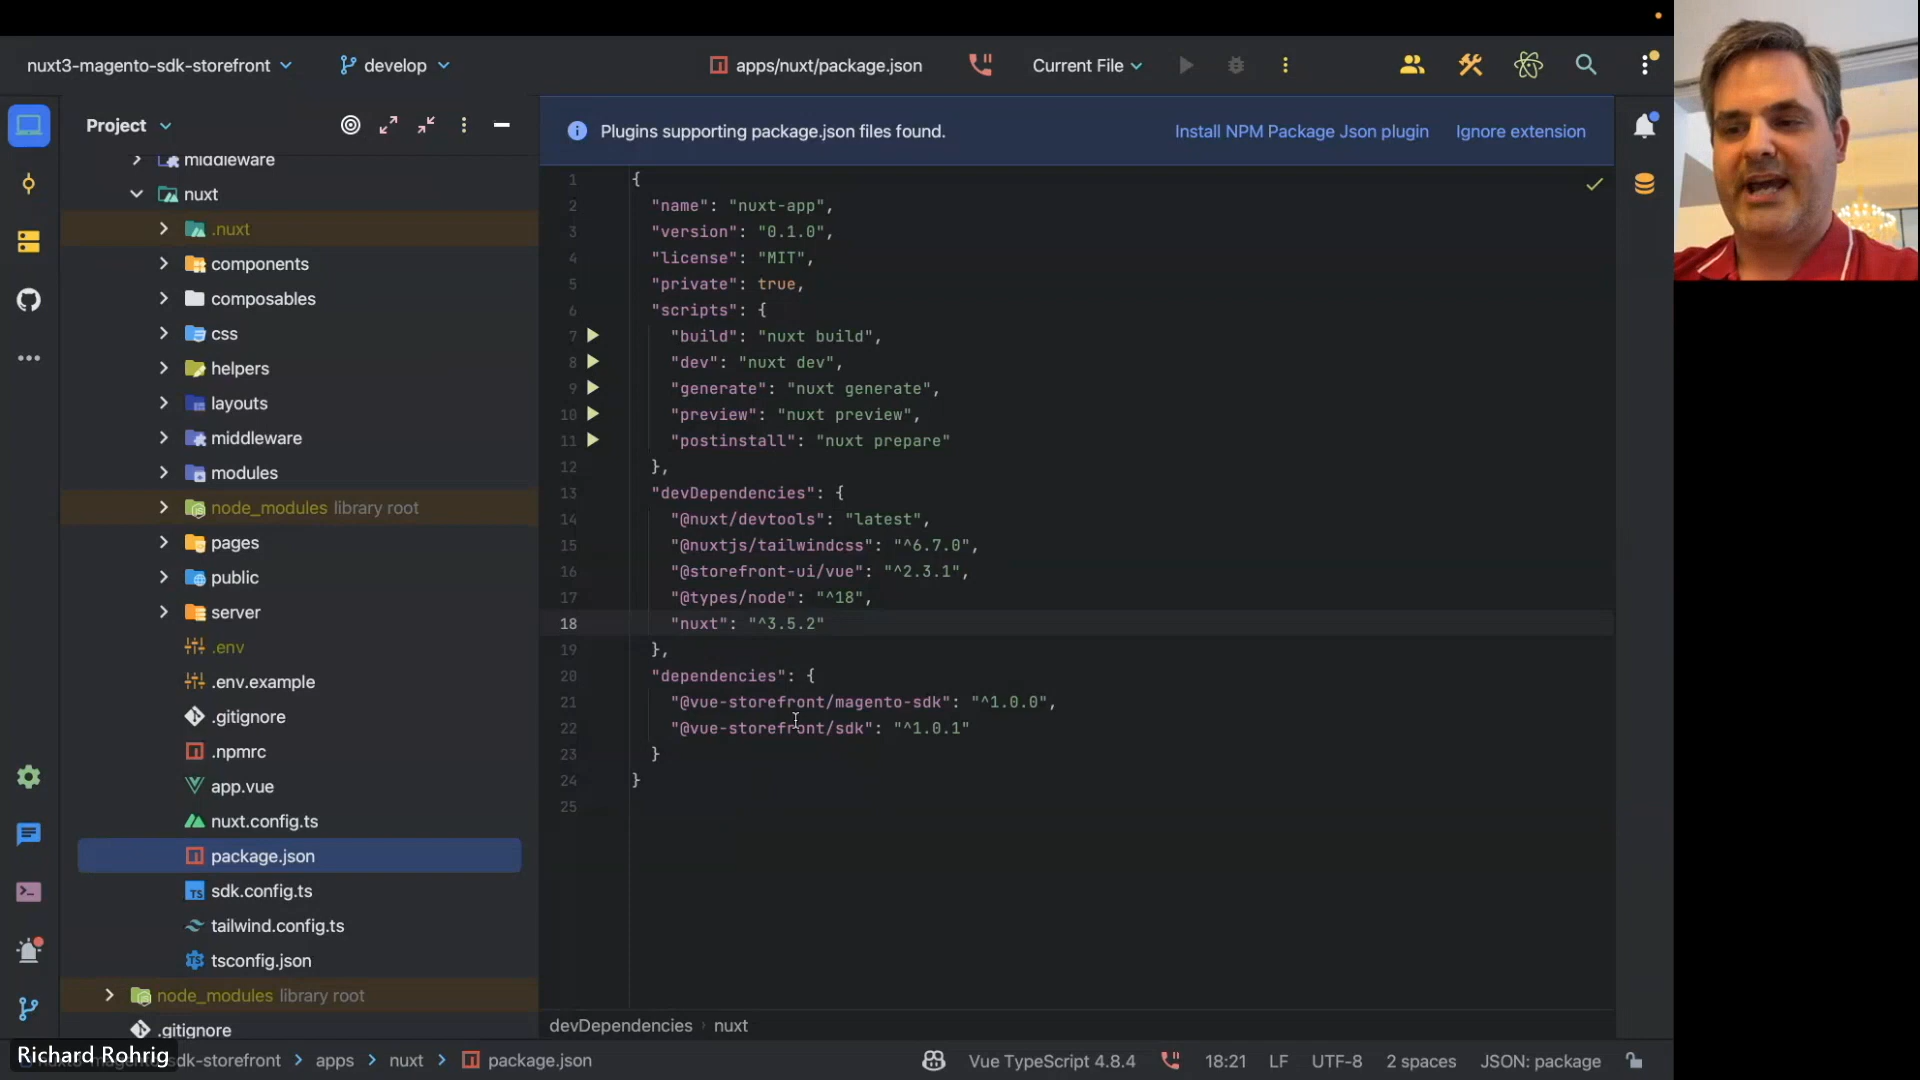 nuxt3-magento-sdk-storefront
develop
apps/nuxt/package.json
Current File
Project
middleware
nuxt
.nuxt
components
composables
css
helpers
layouts
middleware
modules
node_modules library root
pages
public
server
.env
.env.example
.gitignore
.npmrc
app.vue
nuxt.config.ts
package.json
sdk.config.ts
tailwind.config.ts
tsconfig.json
node_modules library root
.gitignore
Plugins supporting package.json files found.
Install NPM Package Json plugin
Ignore extension
1 {
2 "name": "nuxt-app",
3 "version": "0.1.0",
4 "license": "MIT",
5 "private": true,
6 "scripts": {
7 "build": "nuxt build",
8 "dev": "nuxt dev",
9 "generate": "nuxt generate",
10 "preview": "nuxt preview",
11 "postinstall": "nuxt prepare"
12 },
13 "devDependencies": {
14 "@nuxt/devtools": "latest",
15 "@nuxtjs/tailwindcss": "^6.7.0",
16 "@storefront-ui/vue": "^2.3.1",
17 "@types/node": "^18",
18 "nuxt": "^3.5.2"
19 },
20 "dependencies": {
21 "@vue-storefront/magento-sdk": "^1.0.0",
22 "@vue-storefront/sdk": "^1.0.1"
23 }
24 }
25
devDependencies › nuxt
Richard Rohrig
sdk-storefront > apps > nuxt > package.json
Vue TypeScript 4.8.4
18:21
LF
UTF-8
2 spaces
JSON: package